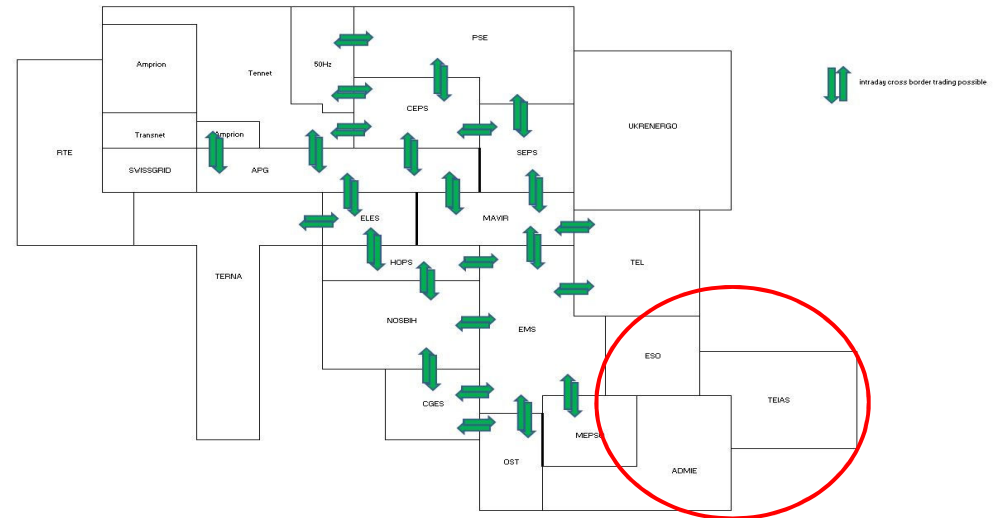 PSE
Amprion
50Hz
Tennet
intraday cross border trading possible
CEPS
UKRENERGO
Transnet
Amprion
RTE
SEPS
SWISSGRID
APG
ELES
MAVIR
HOPS
TEL
TERNA
NOSBIH
EMS
ESO
TEIAS
CGES
MEPSO
OST
ADMIE